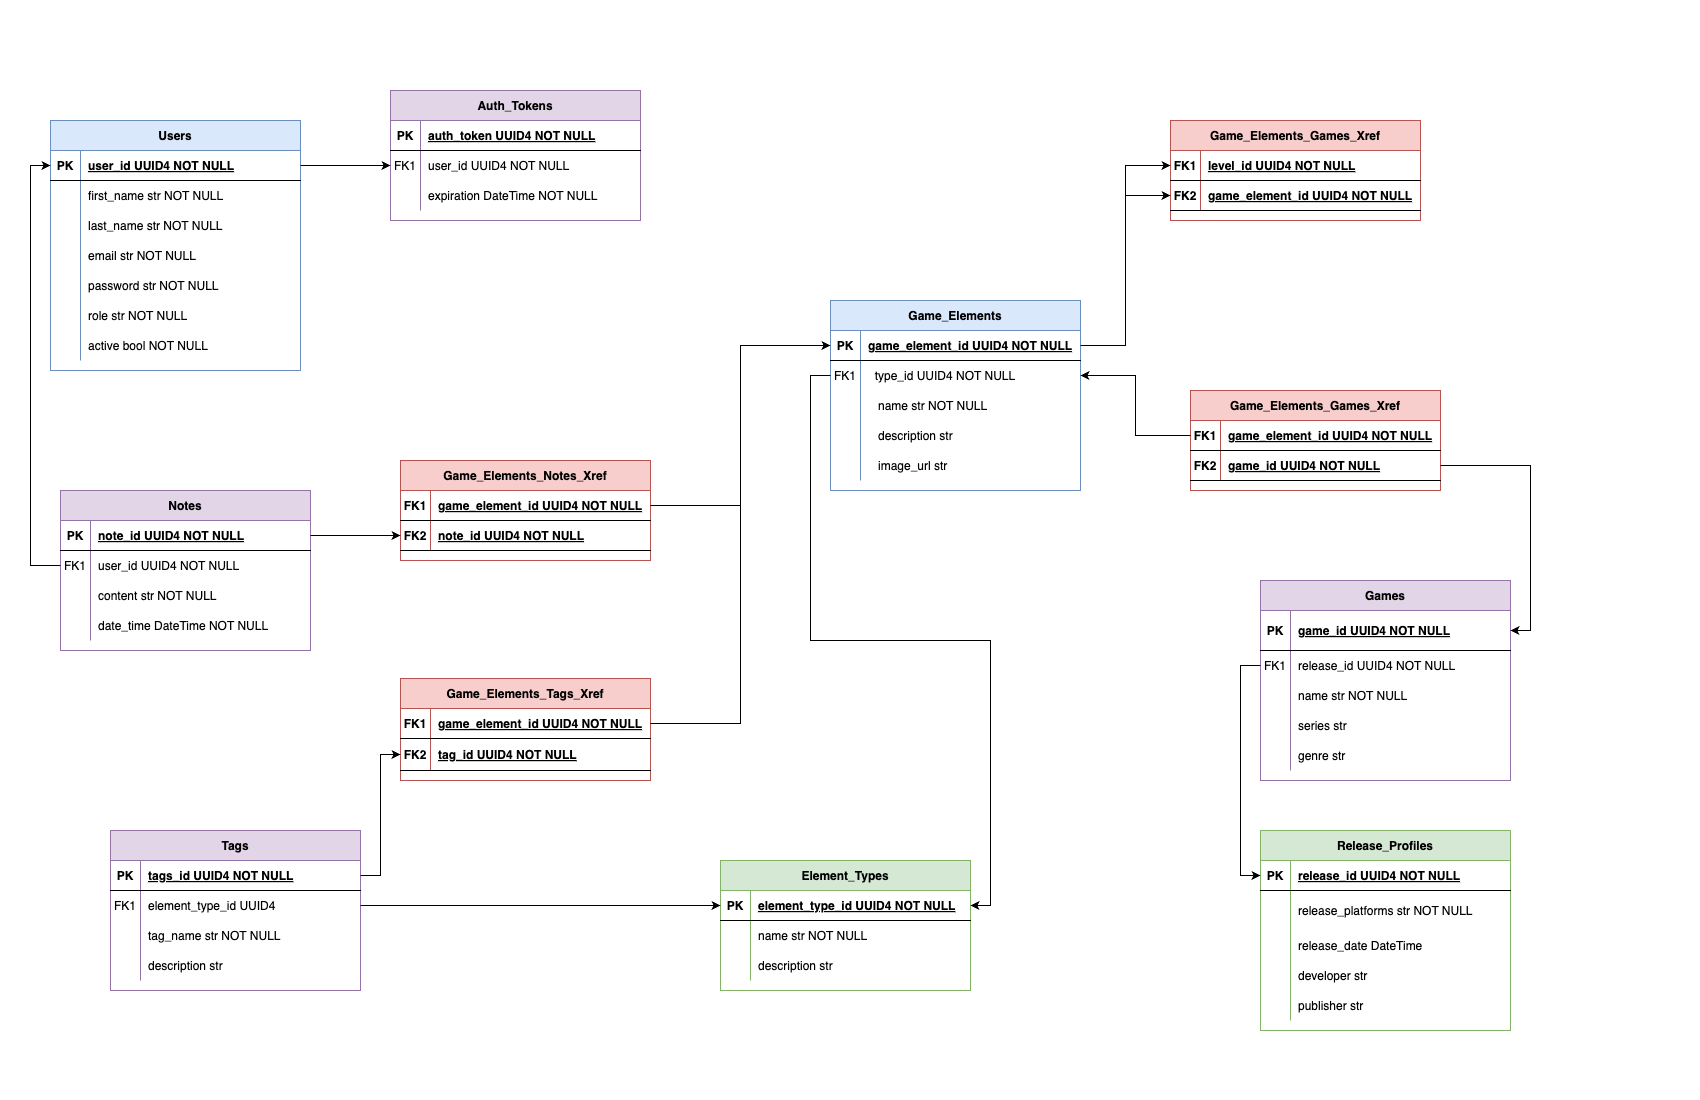 Auth_Tokens
PK auth_token UUID4 NOT NULL
FK1 user_id UUID4 NOT NULL
expiration DateTime NOT NULL
Users
PK user_id UUID4 NOT NULL
first_name str NOT NULL
last_name str NOT NULL
email str NOT NULL
password str NOT NULL
role str NOT NULL
active bool NOT NULL
Game_Elements_Games_Xref
FK1 level_id UUID4 NOT NULL
FK2 game_element_id UUID4 NOT NULL
Game_Elements
PK game_element_id UUID4 NOT NULL
FK1 type_id UUID4 NOT NULL
name str NOT NULL
description str
image_url str
Game_Elements_Games_Xref
FK1 game_element_id UUID4 NOT NULL
FK2 game_id UUID4 NOT NULL
Game_Elements_Notes_Xref
FK1 game_element_id UUID4 NOT NULL
FK2 note_id UUID4 NOT NULL
Notes
PK note_id UUID4 NOT NULL
FK1 user_id UUID4 NOT NULL
content str NOT NULL
date_time DateTime NOT NULL
Games
PK game_id UUID4 NOT NULL
FK1 release_id UUID4 NOT NULL
name str NOT NULL
series str
genre str
Game_Elements_Tags_Xref
FK1 game_element_id UUID4 NOT NULL
FK2 tag_id UUID4 NOT NULL
Tags
PK tags_id UUID4 NOT NULL
FK1 element_type_id UUID4
tag_name str NOT NULL
description str
Element_Types
PK element_type_id UUID4 NOT NULL
name str NOT NULL
description str
Release_Profiles
PK release_id UUID4 NOT NULL
release_platforms str NOT NULL
release_date DateTime
developer str
publisher str